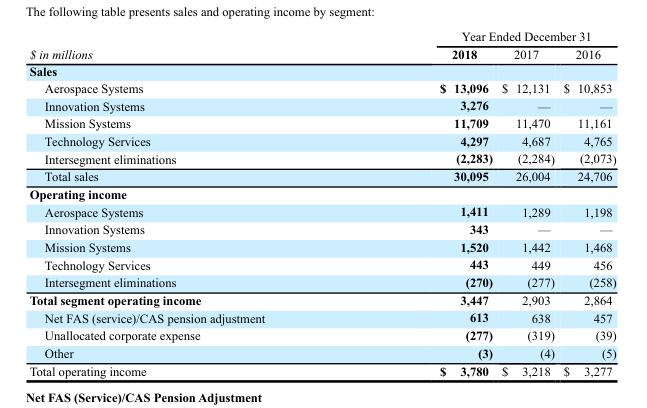 The following table presents sales and operating income by segment:
Year Ended December 31
$ in millions 2018 2017 2016
Sales
Aerospace Systems $ 13,096 $ 12,131 $ 10,853
Innovation Systems 3,276 — —
Mission Systems 11,709 11,470 11,161
Technology Services 4,297 4,687 4,765
Intersegment eliminations (2,283) (2,284) (2,073)
Total sales 30,095 26,004 24,706
Operating income
Aerospace Systems 1,411 1,289 1,198
Innovation Systems 343 — —
Mission Systems 1,520 1,442 1,468
Technology Services 443 449 456
Intersegment eliminations (270) (277) (258)
Total segment operating income 3,447 2,903 2,864
Net FAS (service)/CAS pension adjustment 613 638 457
Unallocated corporate expense (277) (319) (39)
Other (3) (4) (5)
Total operating income $ 3,780 $ 3,218 $ 3,277
Net FAS (Service)/CAS Pension Adjustment